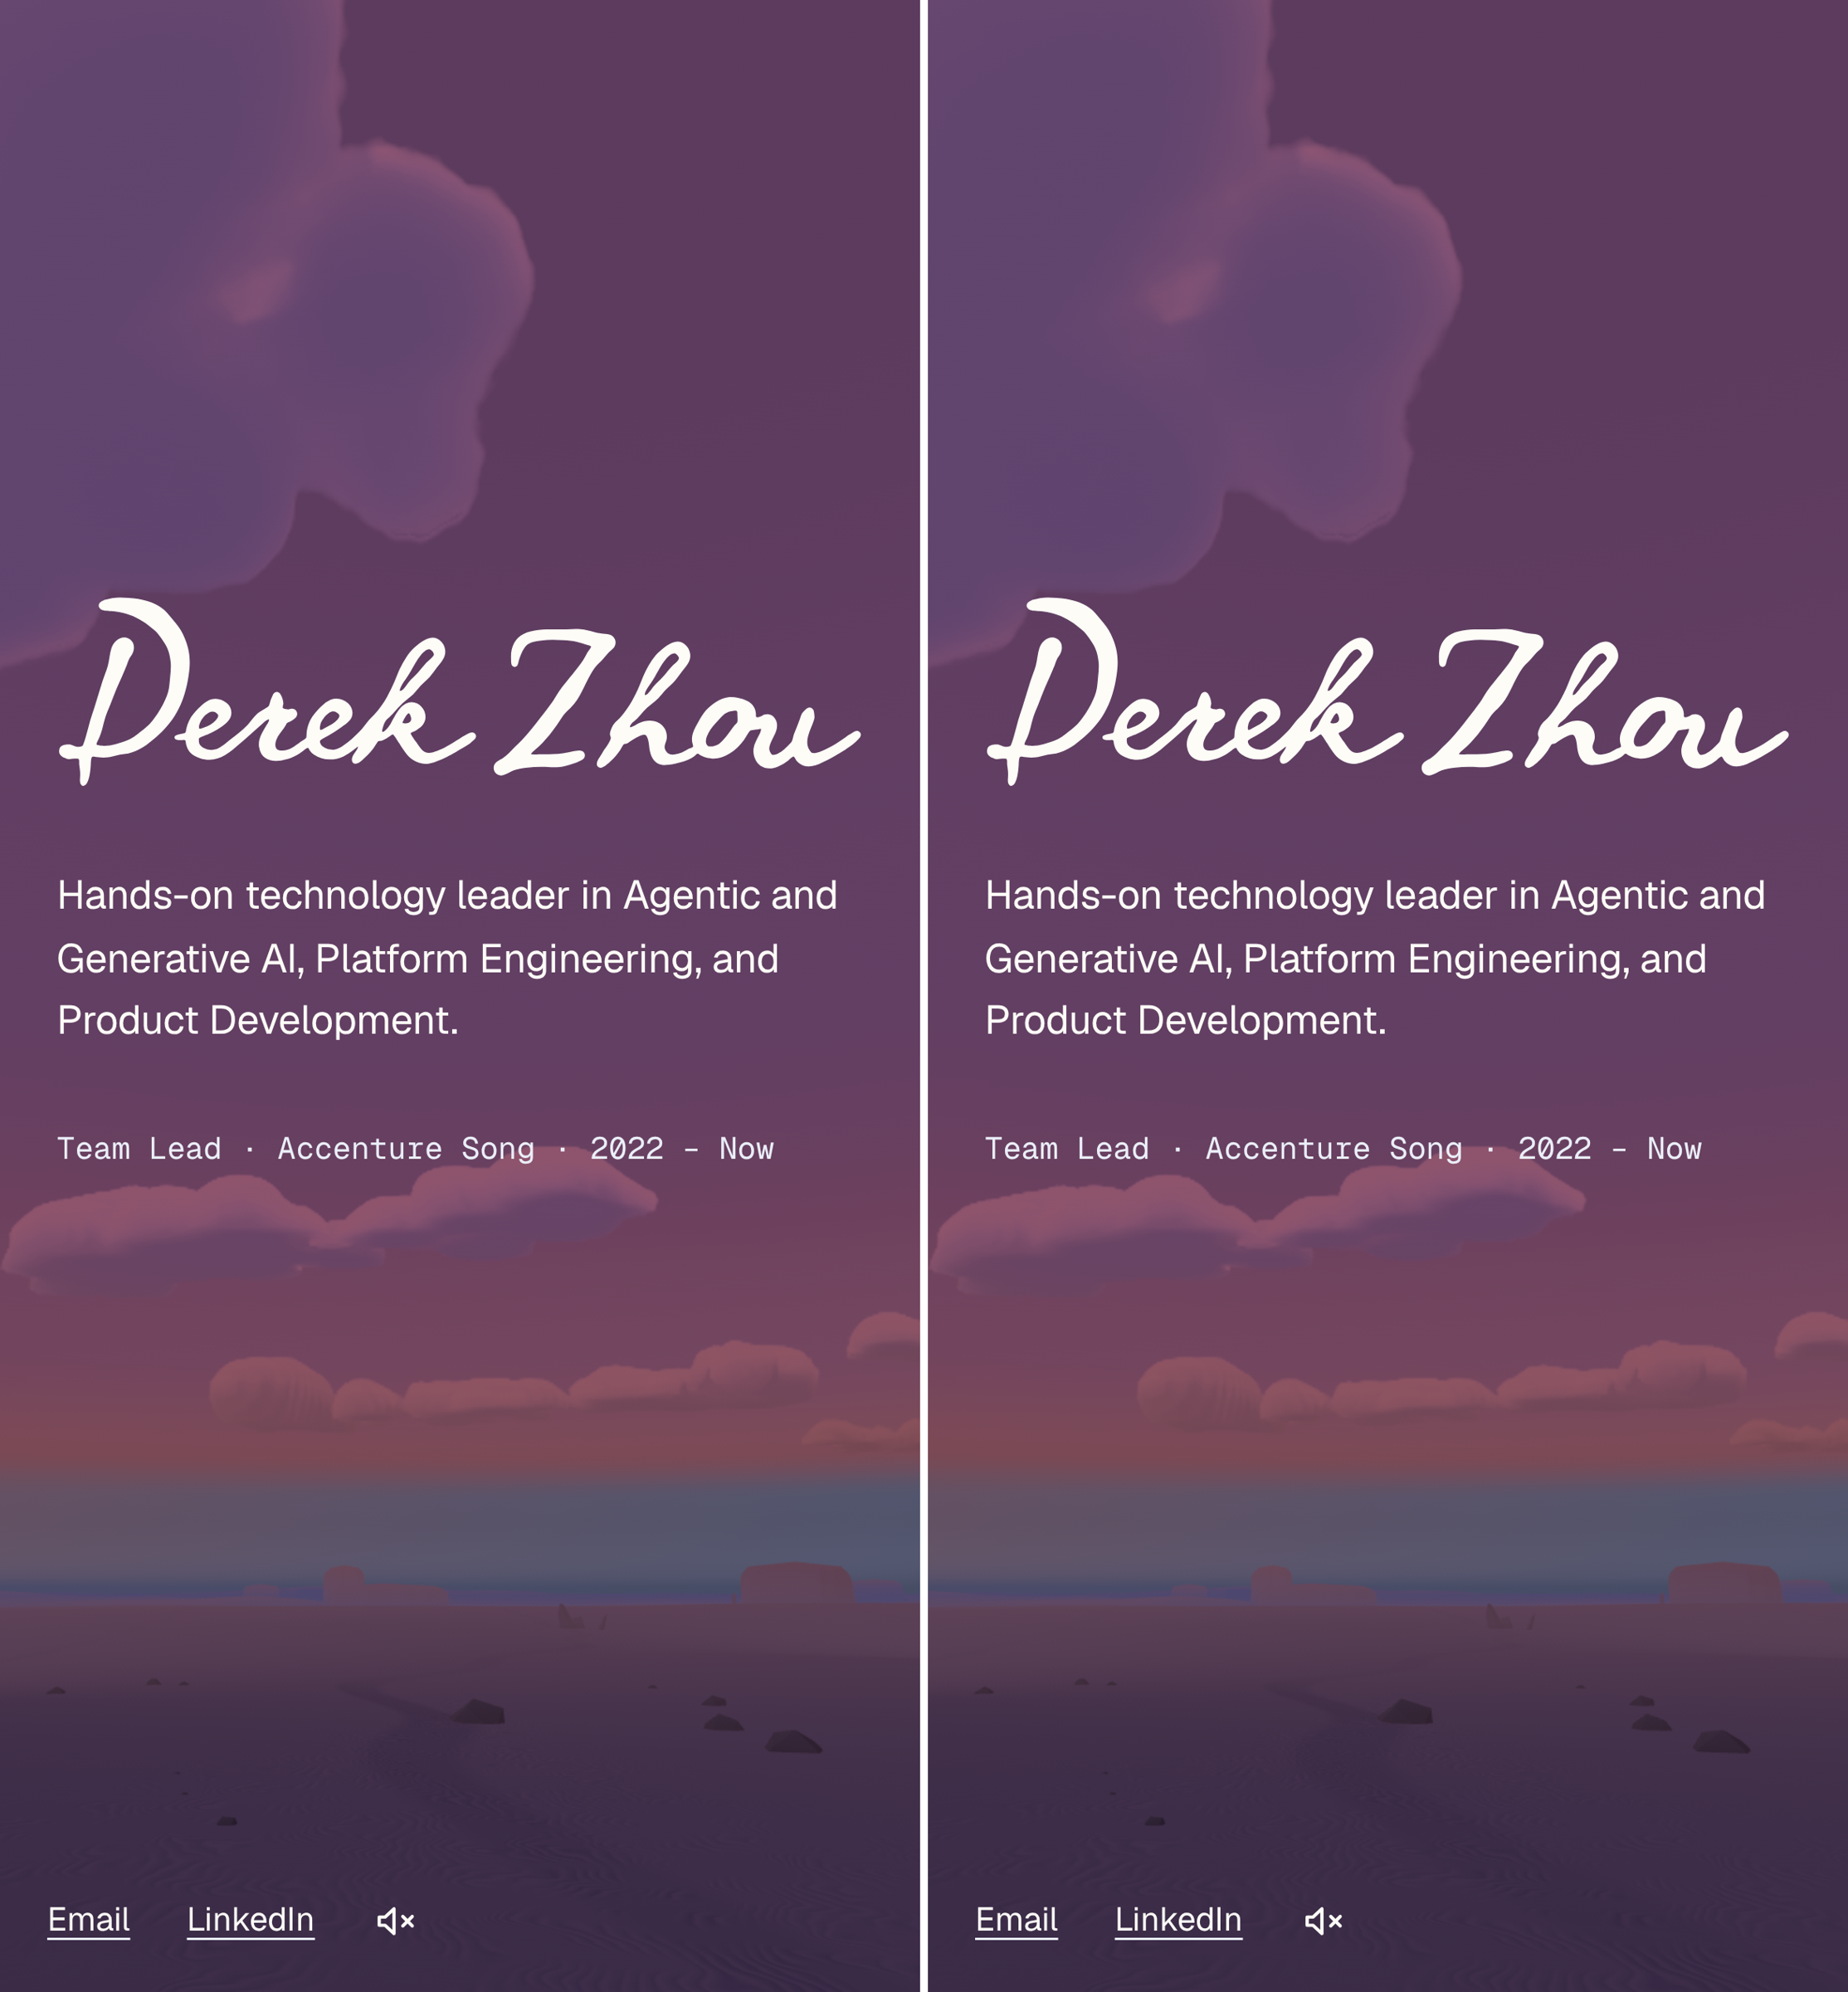 Derek Zhou
Hands-on technology leader in Agentic and
Generative AI, Platform Engineering, and
Product Development.
Team Lead · Accenture Song · 2022 – Now
Email LinkedIn
Derek Zhou
Hands-on technology leader in Agentic and
Generative AI, Platform Engineering, and
Product Development.
Team Lead · Accenture Song · 2022 – Now
Email LinkedIn